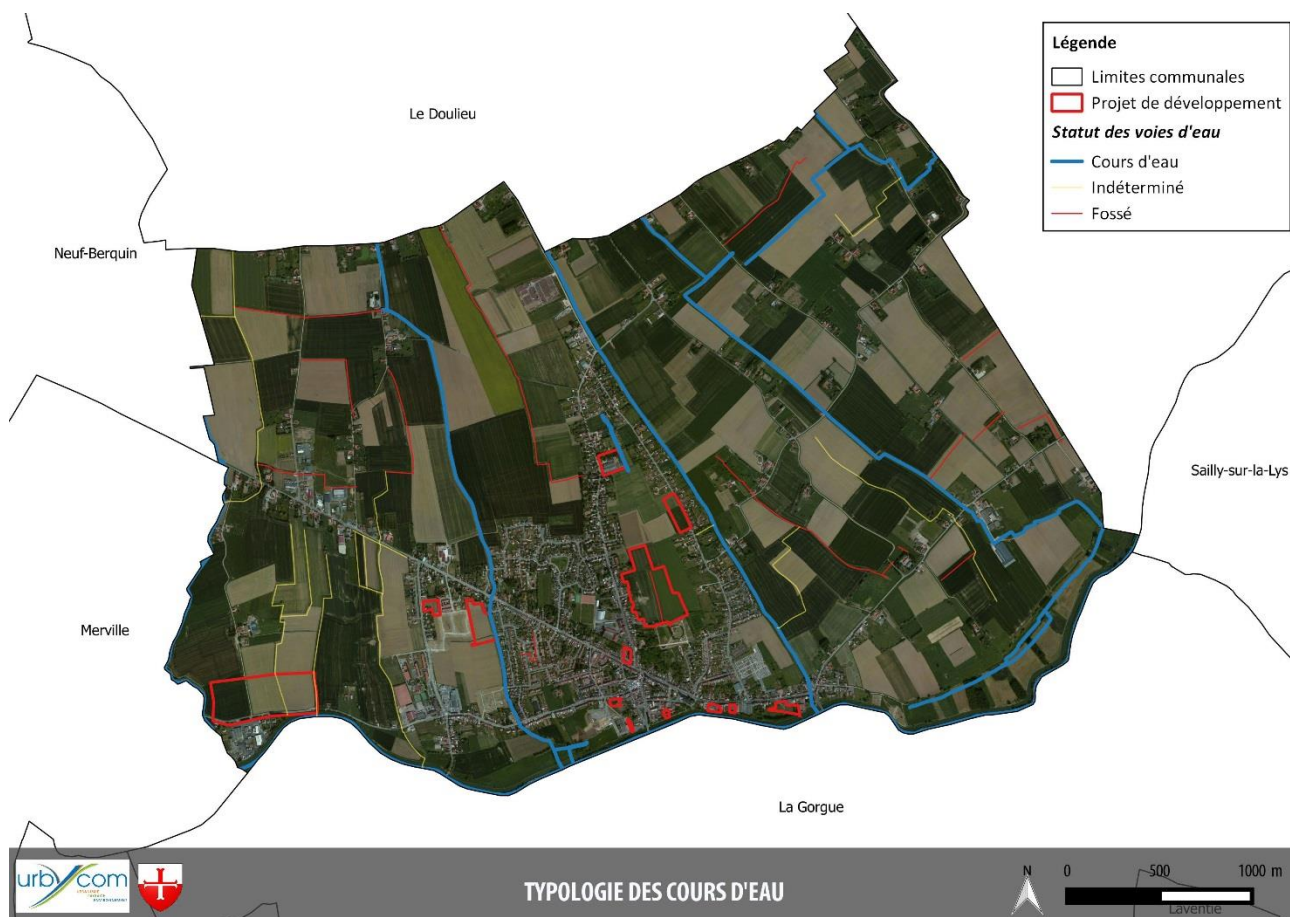 Légende
Limites communales
Projet de développement
Statut des voies d'eau
Cours d'eau
Indéterminé
Fossé
Le Doulieu
Neuf-Berquin
Sailly-sur-la-Lys
Merville
La Gorgue
urbycom
TYPOLOGIE DES COURS D'EAU
N
0 500 1000 m
Laventie